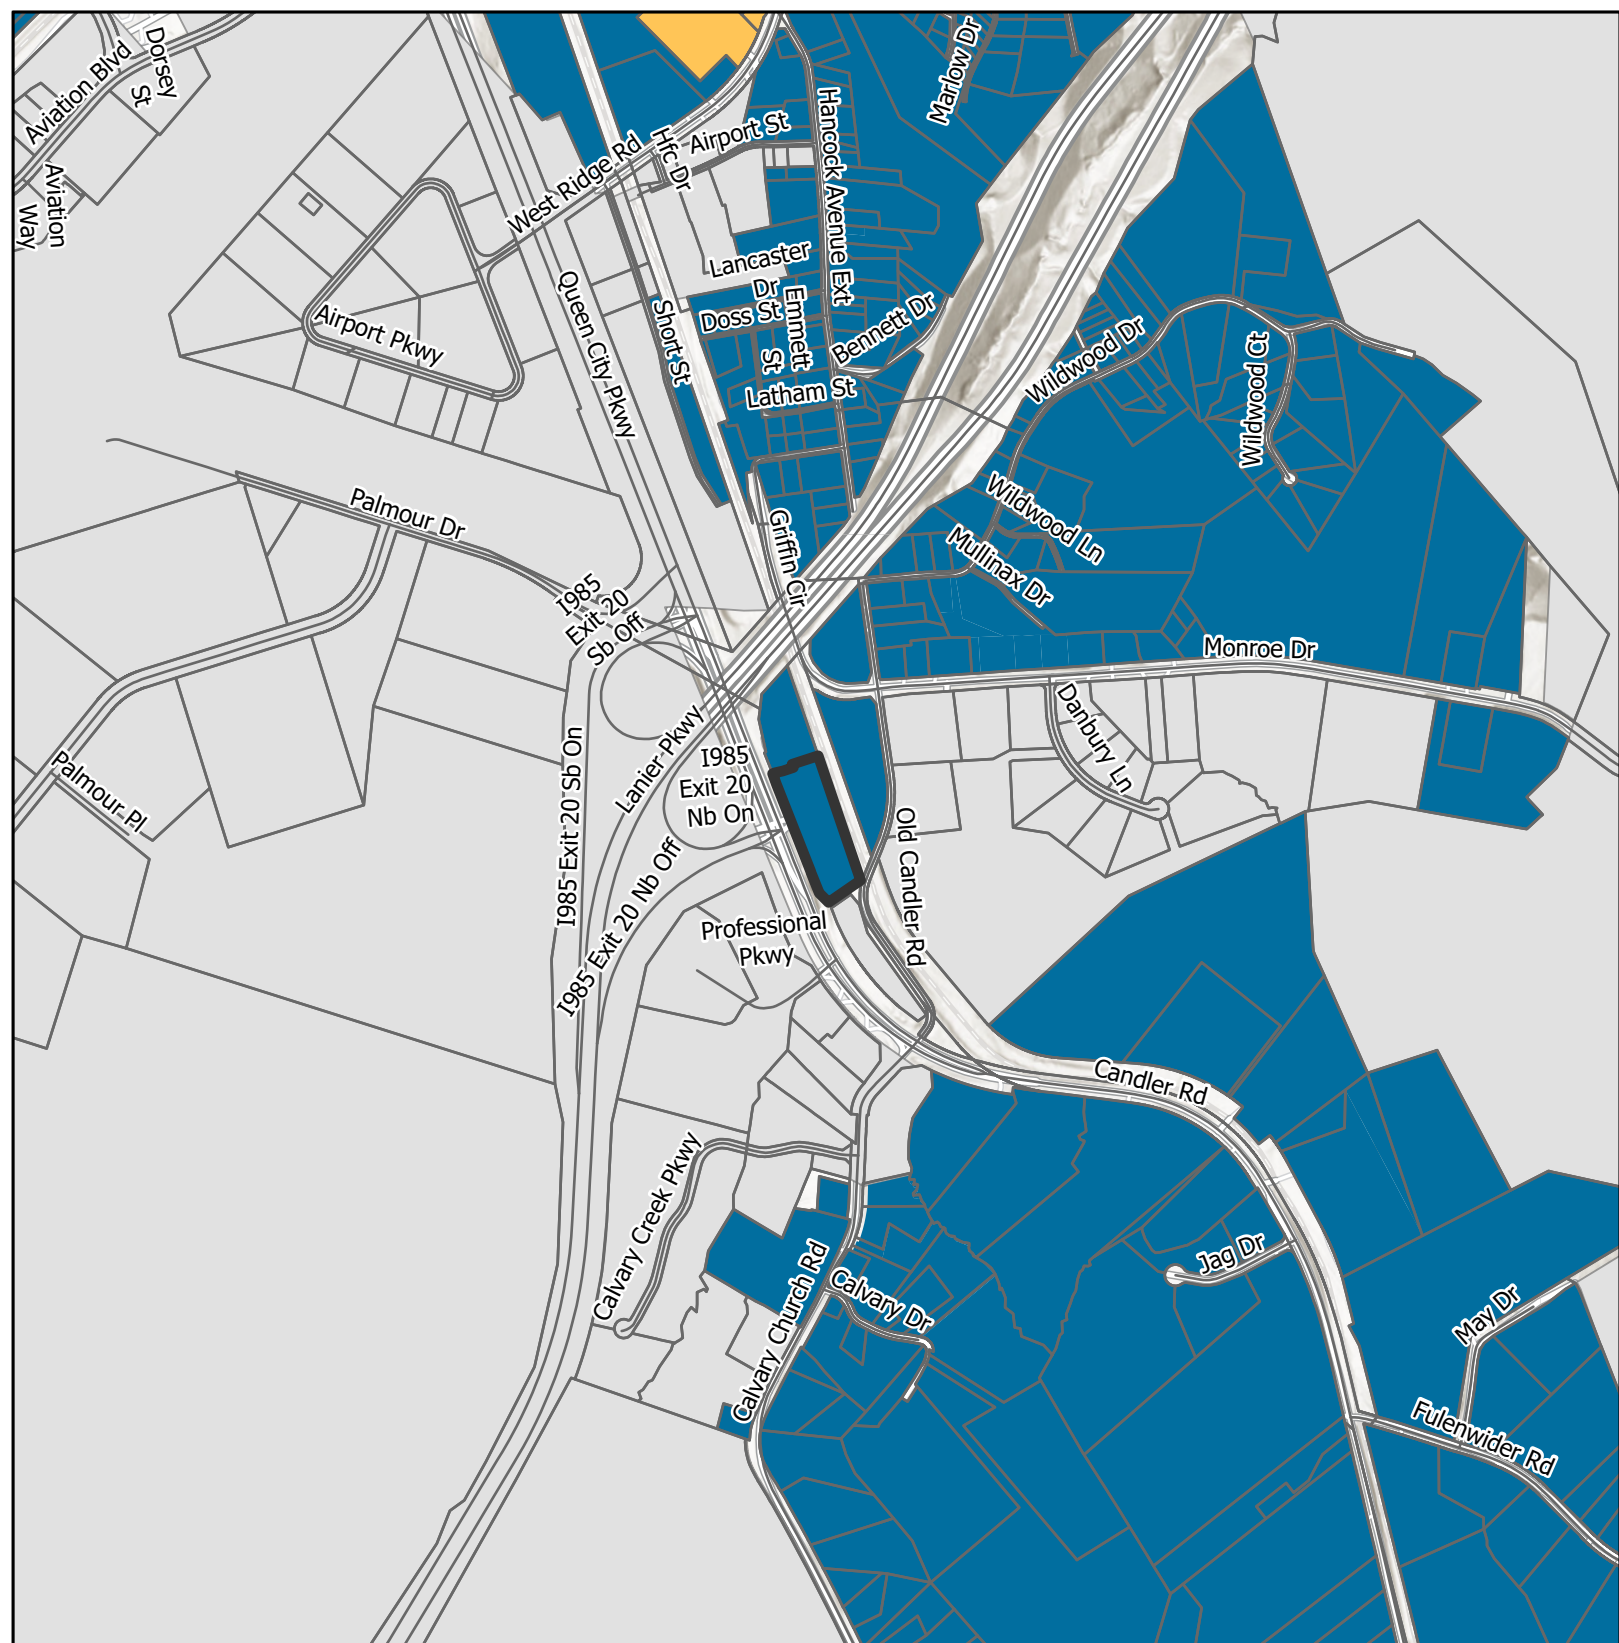 Aviation Blvd
Dorsey
St
Aviation
Way
Marlow Dr
Hancock Avenue Ext
Airport St
Hfc Dr
West Ridge Rd
Lancaster
Dr
Doss St
Emmett
St
Latham St
Bennett Dr
Queen City Pkwy
Short St
Airport Pkwy
Wildwood Dr
Wildwood Ct
Wildwood Ln
Mullinax Dr
Griffin Cir
Palmour Dr
I985
Exit 20
Sb Off
Monroe Dr
Danbury Ln
Palmour Pl
I985 Exit 20 Sb On
Lanier Pkwy
I985
Exit 20
Nb On
I985 Exit 20 Nb Off
Old Candler Rd
Professional
Pkwy
Candler Rd
Calvary Creek Pkwy
Calvary Church Rd
Calvary Dr
Jag Dr
May Dr
Fulenwider Rd